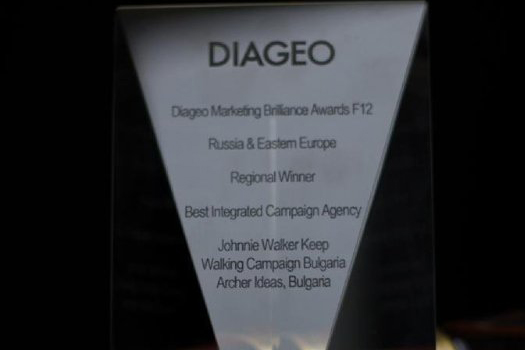 DIAGEO
Diageo Marketing Brilliance Awards F12
Russia & Eastern Europe
Regional Winner
Best Integrated Campaign Agency
Johnnie Walker Keep
Walking Campaign Bulgaria
Archer Ideas, Bulgaria